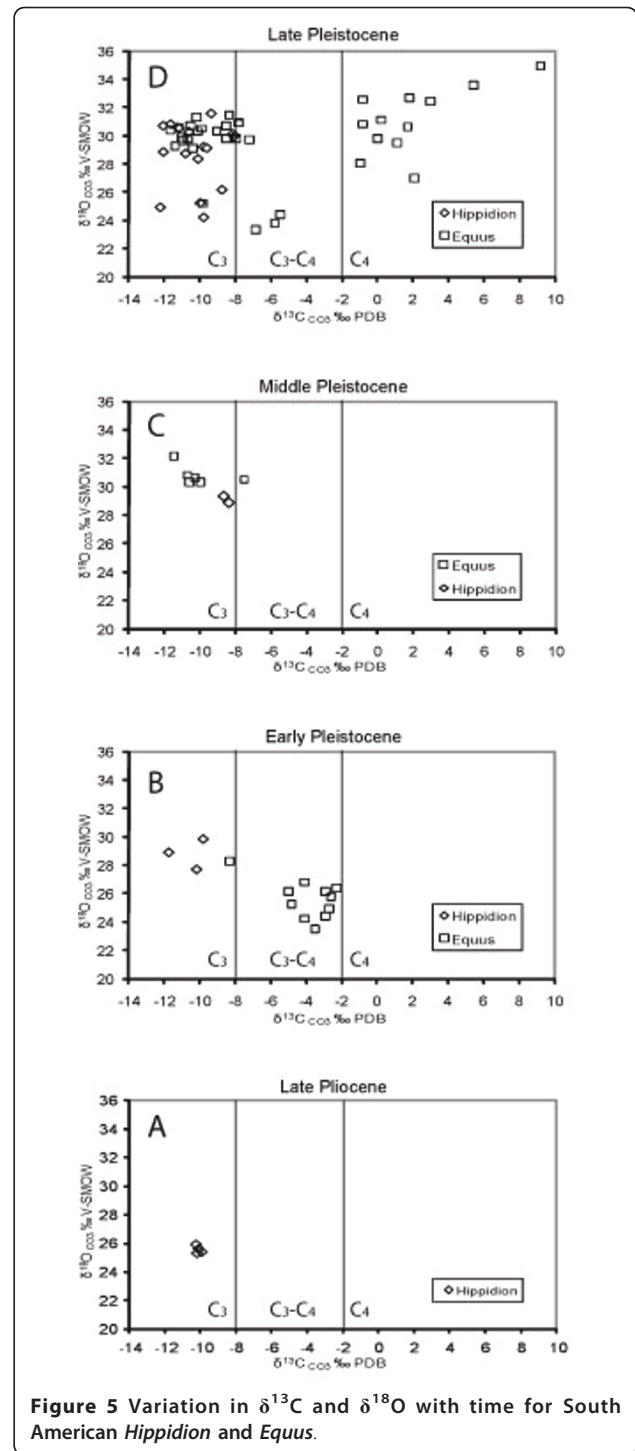 Late Pleistocene
D
δ18O CO3 ‰ V-SMOW
36
34
32
30
28
26
24
22
20
C3
C3-C4
C4
Hippidion
Equus
-14 -12 -10 -8 -6 -4 -2 0 2 4 6 8 10
δ13C CO3 ‰ PDB
Middle Pleistocene
C
δ18O CO3 ‰ V-SMOW
36
34
32
30
28
26
24
22
20
C3
C3-C4
C4
Equus
Hippidion
-14 -12 -10 -8 -6 -4 -2 0 2 4 6 8 10
δ13C CO3 ‰ PDB
Early Pleistocene
B
δ18O CO3 ‰ V-SMOW
36
34
32
30
28
26
24
22
20
C3
C3-C4
C4
Hippidion
Equus
-14 -12 -10 -8 -6 -4 -2 0 2 4 6 8 10
δ13C CO3 ‰ PDB
Late Pliocene
A
δ18O CO3 ‰ V-SMOW
36
34
32
30
28
26
24
22
20
C3
C3-C4
C4
Hippidion
-14 -12 -10 -8 -6 -4 -2 0 2 4 6 8 10
δ13C CO3 ‰ PDB
Figure 5 Variation in δ13C and δ18O with time for South
American Hippidion and Equus.